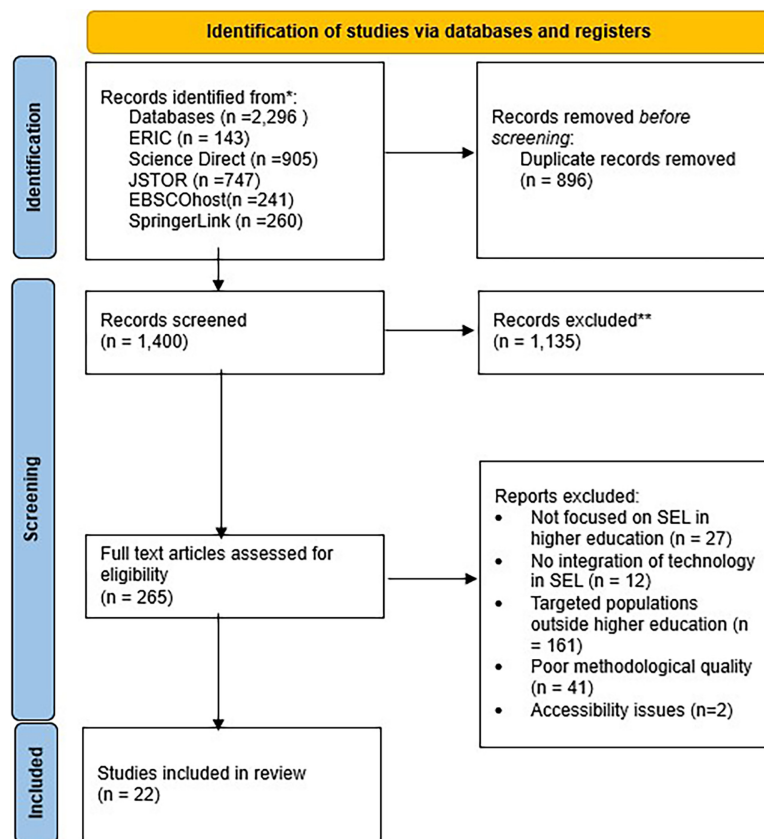 Identification of studies via databases and registers
Identification
Records identified from*:
Databases (n =2,296 )
ERIC (n = 143)
Science Direct (n =905)
JSTOR (n =747)
EBSCOhost(n =241)
SpringerLink (n =260)
Records removed before
screening:
Duplicate records removed
(n = 896)
Screening
Records screened
(n = 1,400)
Records excluded**
(n = 1,135)
Full text articles assessed for
eligibility
(n = 265)
Reports excluded:
• Not focused on SEL in
higher education (n = 27)
• No integration of technology
in SEL (n = 12)
• Targeted populations
outside higher education (n
= 161)
• Poor methodological quality
(n = 41)
• Accessibility issues (n=2)
Included
Studies included in review
(n = 22)